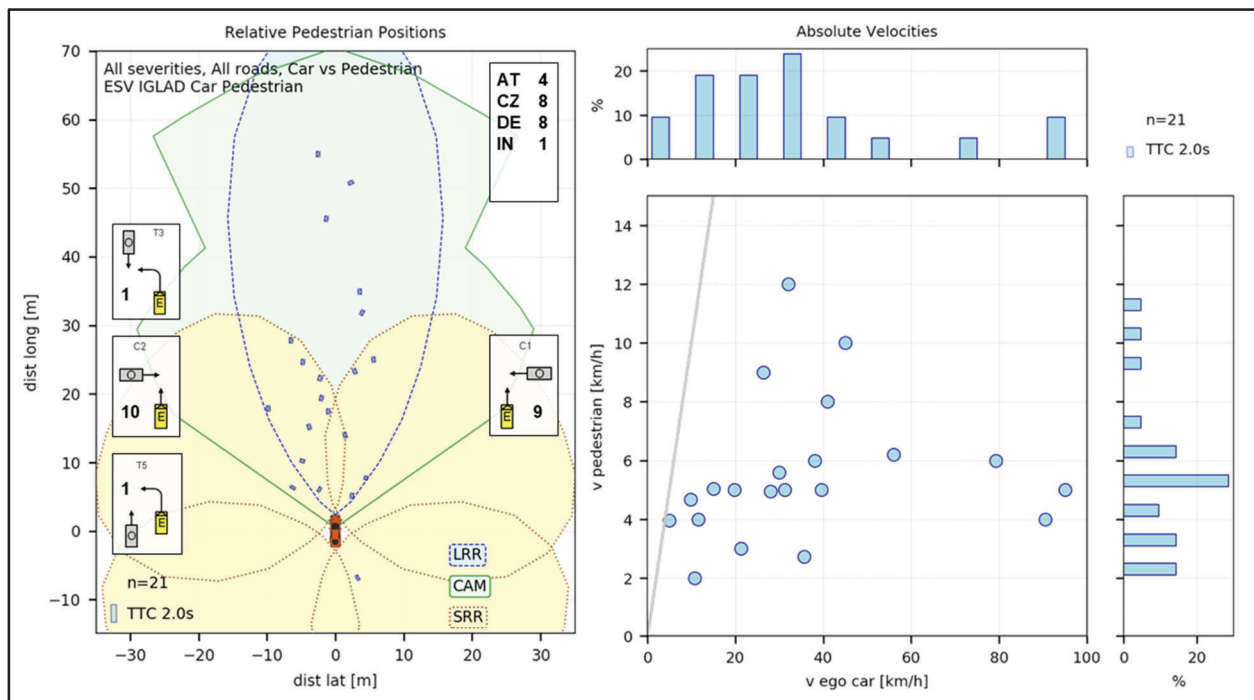 Relative Pedestrian Positions
70
60
50
40
30
20
10
0
−10
dist long [m]
All severities, All roads, Car vs Pedestrian
ESV IGLAD Car Pedestrian
AT 4
CZ 8
DE 8
IN 1
T3
1
E
C2
10
E
C1
9
E
T5
1
E
n=21
TTC 2.0s
LRR
CAM
SRR
−30 −20 −10 0 10 20 30
dist lat [m]
Absolute Velocities
%
20
10
0
n=21
TTC 2.0s
v pedestrian [km/h]
14
12
10
8
6
4
2
0
0 20 40 60 80 100
v ego car [km/h]
0 10 20
%